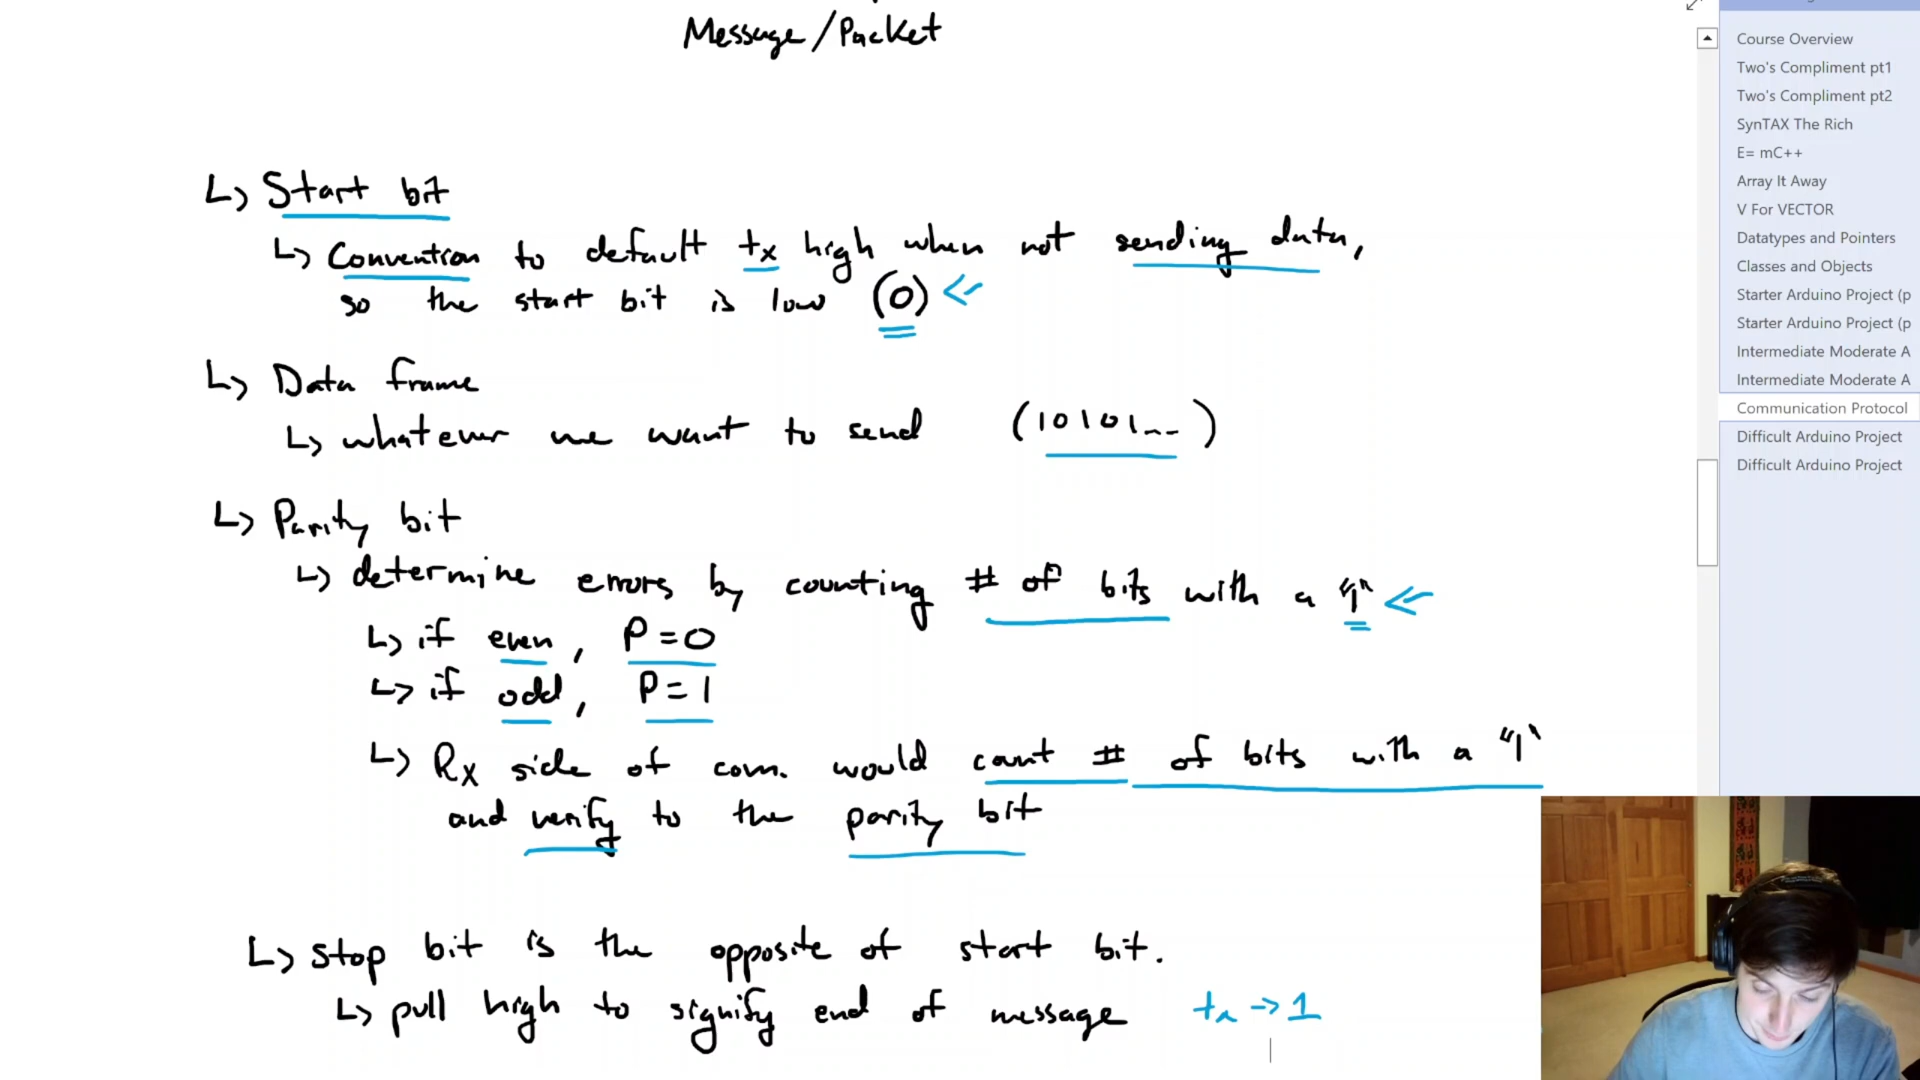 Message/Packet
↳ Start bit
↳ Convention to default tx high when not sending data,
so the start bit is low (0) <<
↳ Data frame
↳ whatever we want to send (10101...)
↳ Parity bit
↳ determine errors by counting # of bits with a "1" <<
↳ if even, P=0
↳ if odd, P=1
↳ Rx side of com. would count # of bits with a "1"
and verify to the parity bit
↳ stop bit is the opposite of start bit.
↳ pull high to signify end of message tx → 1
Course Overview
Two's Compliment pt1
Two's Compliment pt2
SynTAX The Rich
E= mC++
Array It Away
V For VECTOR
Datatypes and Pointers
Classes and Objects
Starter Arduino Project (p
Starter Arduino Project (p
Intermediate Moderate A
Intermediate Moderate A
Communication Protocol
Difficult Arduino Project
Difficult Arduino Project